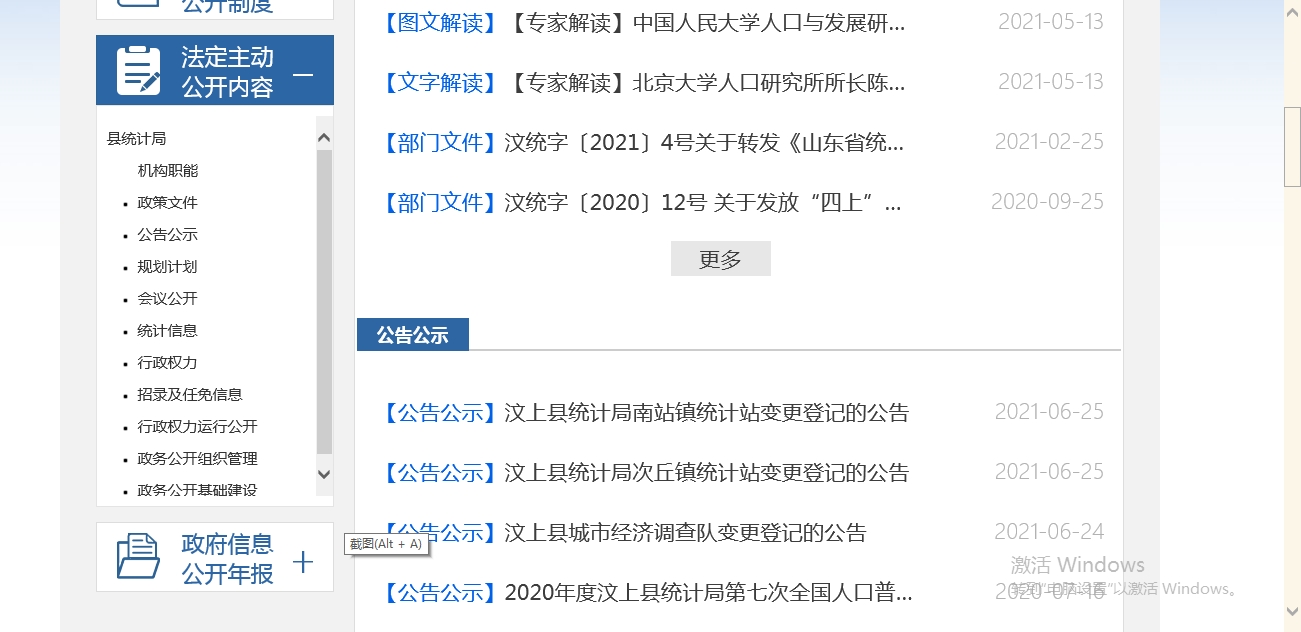 公开制度
法定主动
公开内容
县统计局
机构职能
政策文件
公告公示
规划计划
会议公开
统计信息
行政权力
招录及任免信息
行政权力运行公开
政务公开组织管理
政务公开基础建设
政府信息
公开年报
【图文解读】【专家解读】中国人民大学人口与发展研... 2021-05-13
【文字解读】【专家解读】北京大学人口研究所所长陈... 2021-05-13
【部门文件】汶统字〔2021〕4号关于转发《山东省统... 2021-02-25
【部门文件】汶统字〔2020〕12号 关于发放“四上”... 2020-09-25
更多
公告公示
【公告公示】汶上县统计局南站镇统计站变更登记的公告 2021-06-25
【公告公示】汶上县统计局次丘镇统计站变更登记的公告 2021-06-25
截图(Alt + A)
【公告公示】汶上县城市经济调查队变更登记的公告 2021-06-24
激活 Windows
【公告公示】2020年度汶上县统计局第七次全国人口普... 2020-07-16
转到“电脑设置”以激活 Windows。